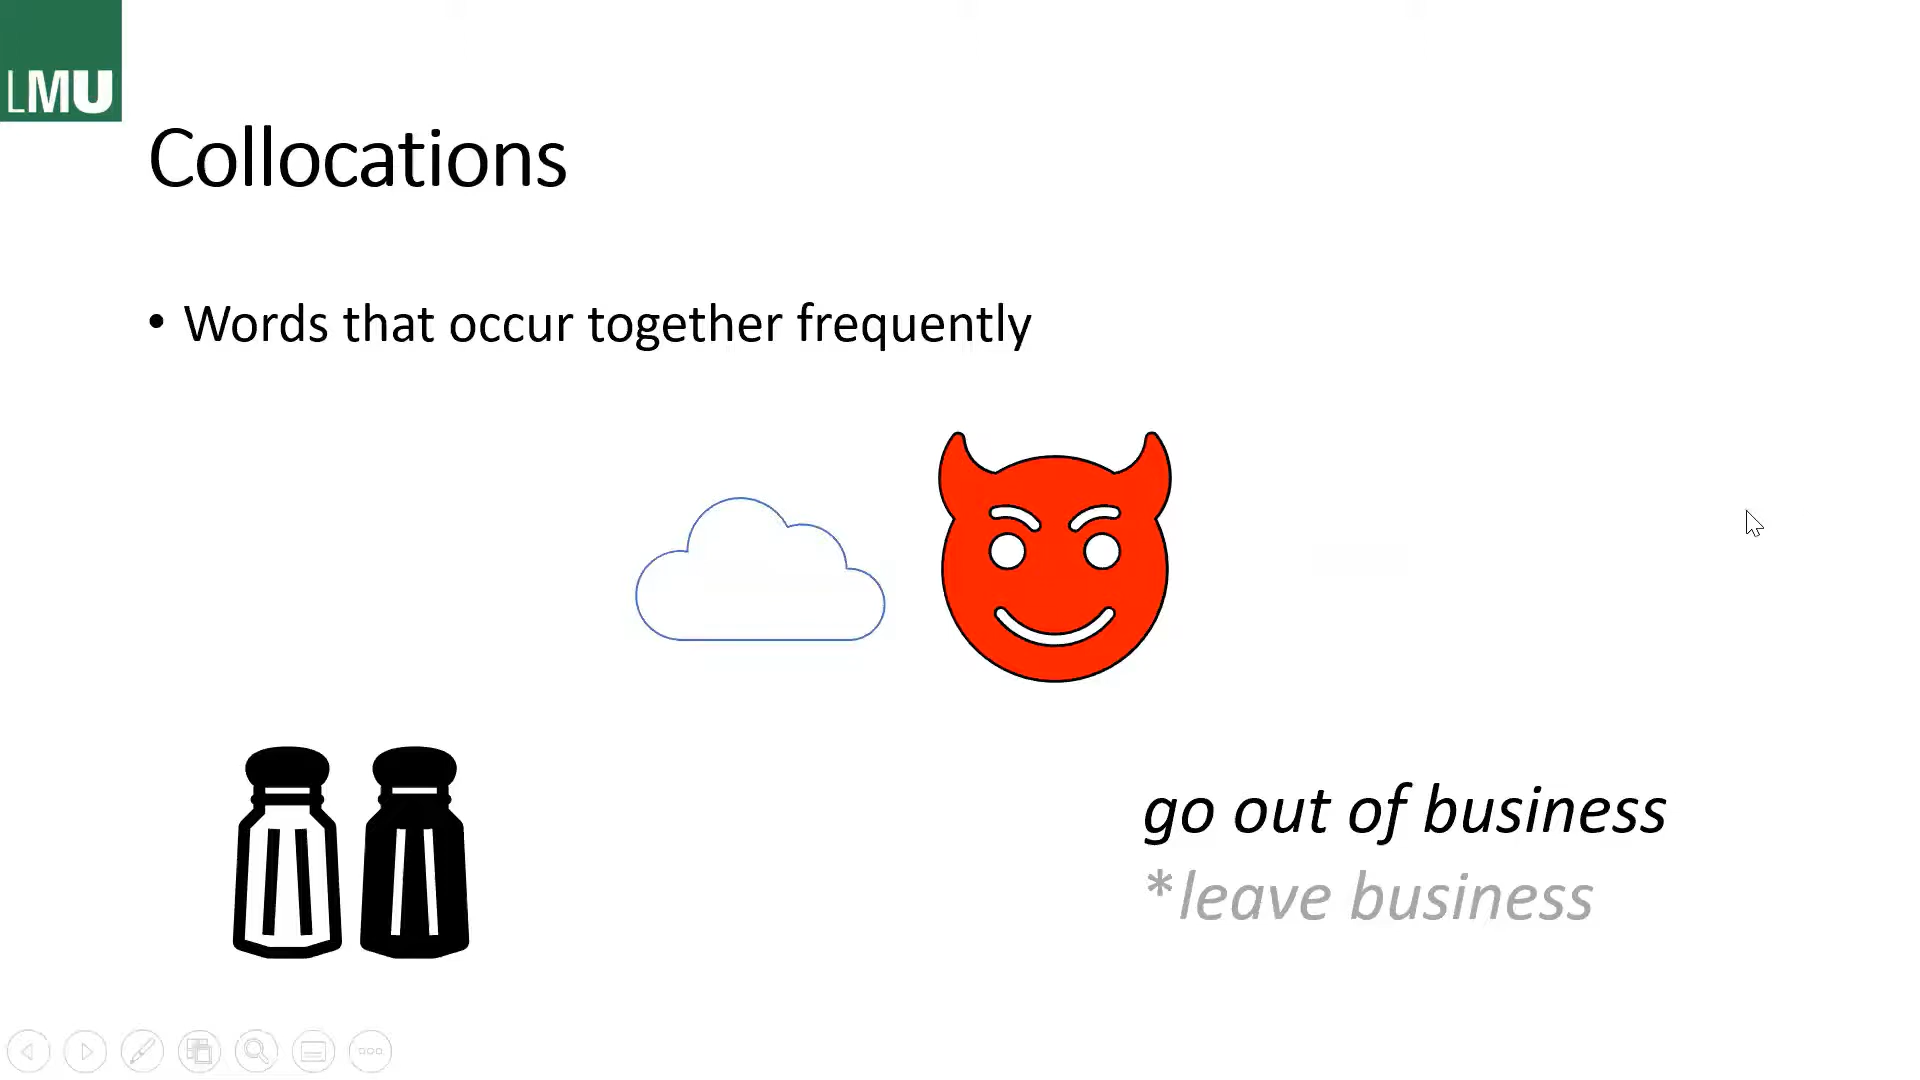 LMU
Collocations
• Words that occur together frequently
go out of business
*leave business